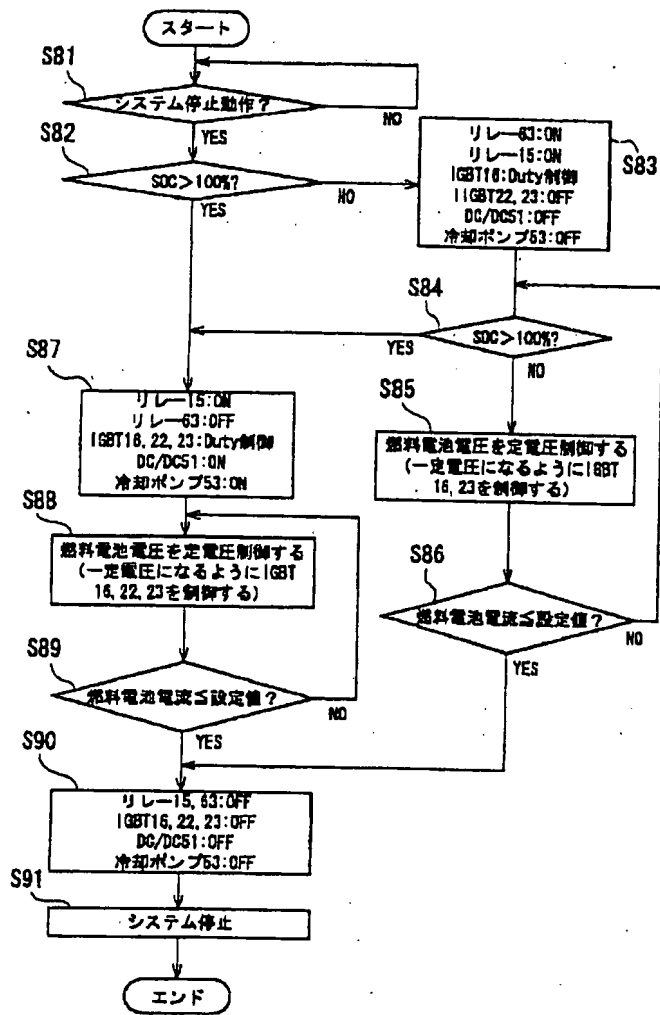 スタート
S81
システム停止動作?
NO
YES
S82
SOC>100%?
NO
YES
S83
リレー63:ON
リレー15:ON
IGBT16:Duty制御
IIGBT22,23:OFF
DC/DC51:OFF
冷却ポンプ53:OFF
S84
SOC>100%?
YES
NO
S85
燃料電池電圧を定電圧制御する
(一定電圧になるようにIGBT
16,23を制御する)
S86
燃料電池電流≦設定値?
NO
YES
S87
リレー15:ON
リレー63:OFF
IGBT16,22,23:Duty制御
DC/DC51:ON
冷却ポンプ53:ON
S88
燃料電池電圧を定電圧制御する
(一定電圧になるようにIGBT
16,22,23を制御する)
S89
燃料電池電流≦設定値?
NO
YES
S90
リレー15,63:OFF
IGBT16,22,23:OFF
DC/DC51:OFF
冷却ポンプ53:OFF
S91
システム停止
エンド